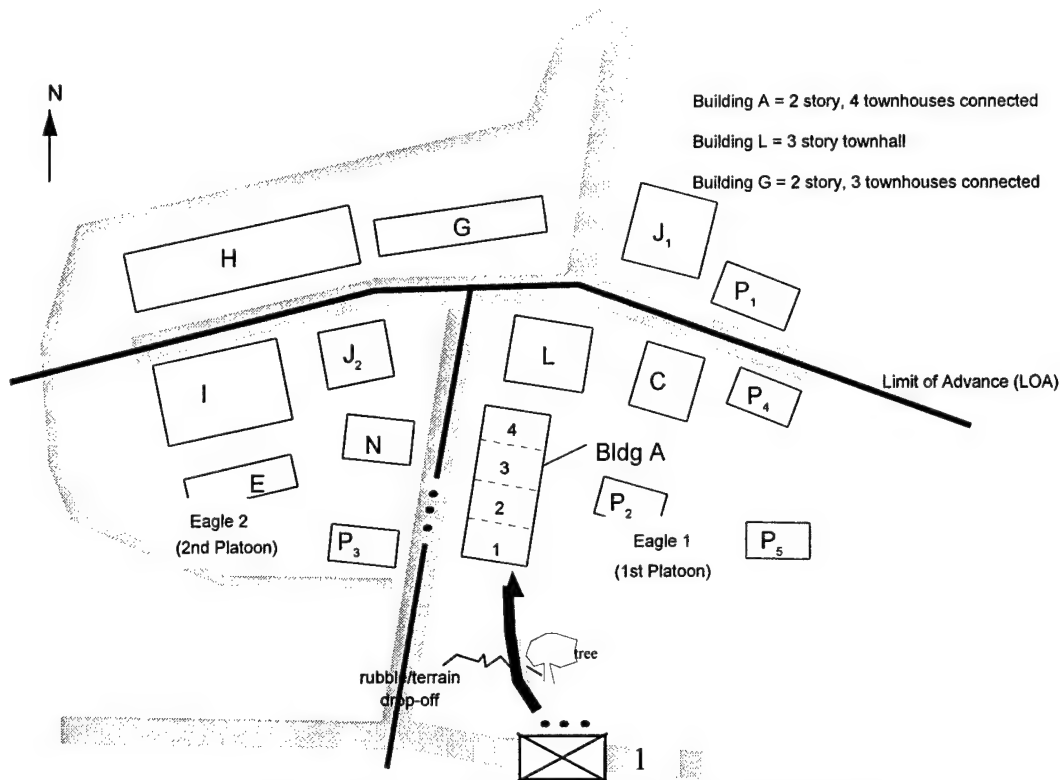 N
Building A = 2 story, 4 townhouses connected
Building L = 3 story townhall
Building G = 2 story, 3 townhouses connected
H
G
J1
P1
I
J2
L
C
P4
Limit of Advance (LOA)
N
4
3
2
1
Bldg A
E
P2
Eagle 2
(2nd Platoon)
P3
Eagle 1
(1st Platoon)
P5
tree
rubble/terrain
drop-off
1